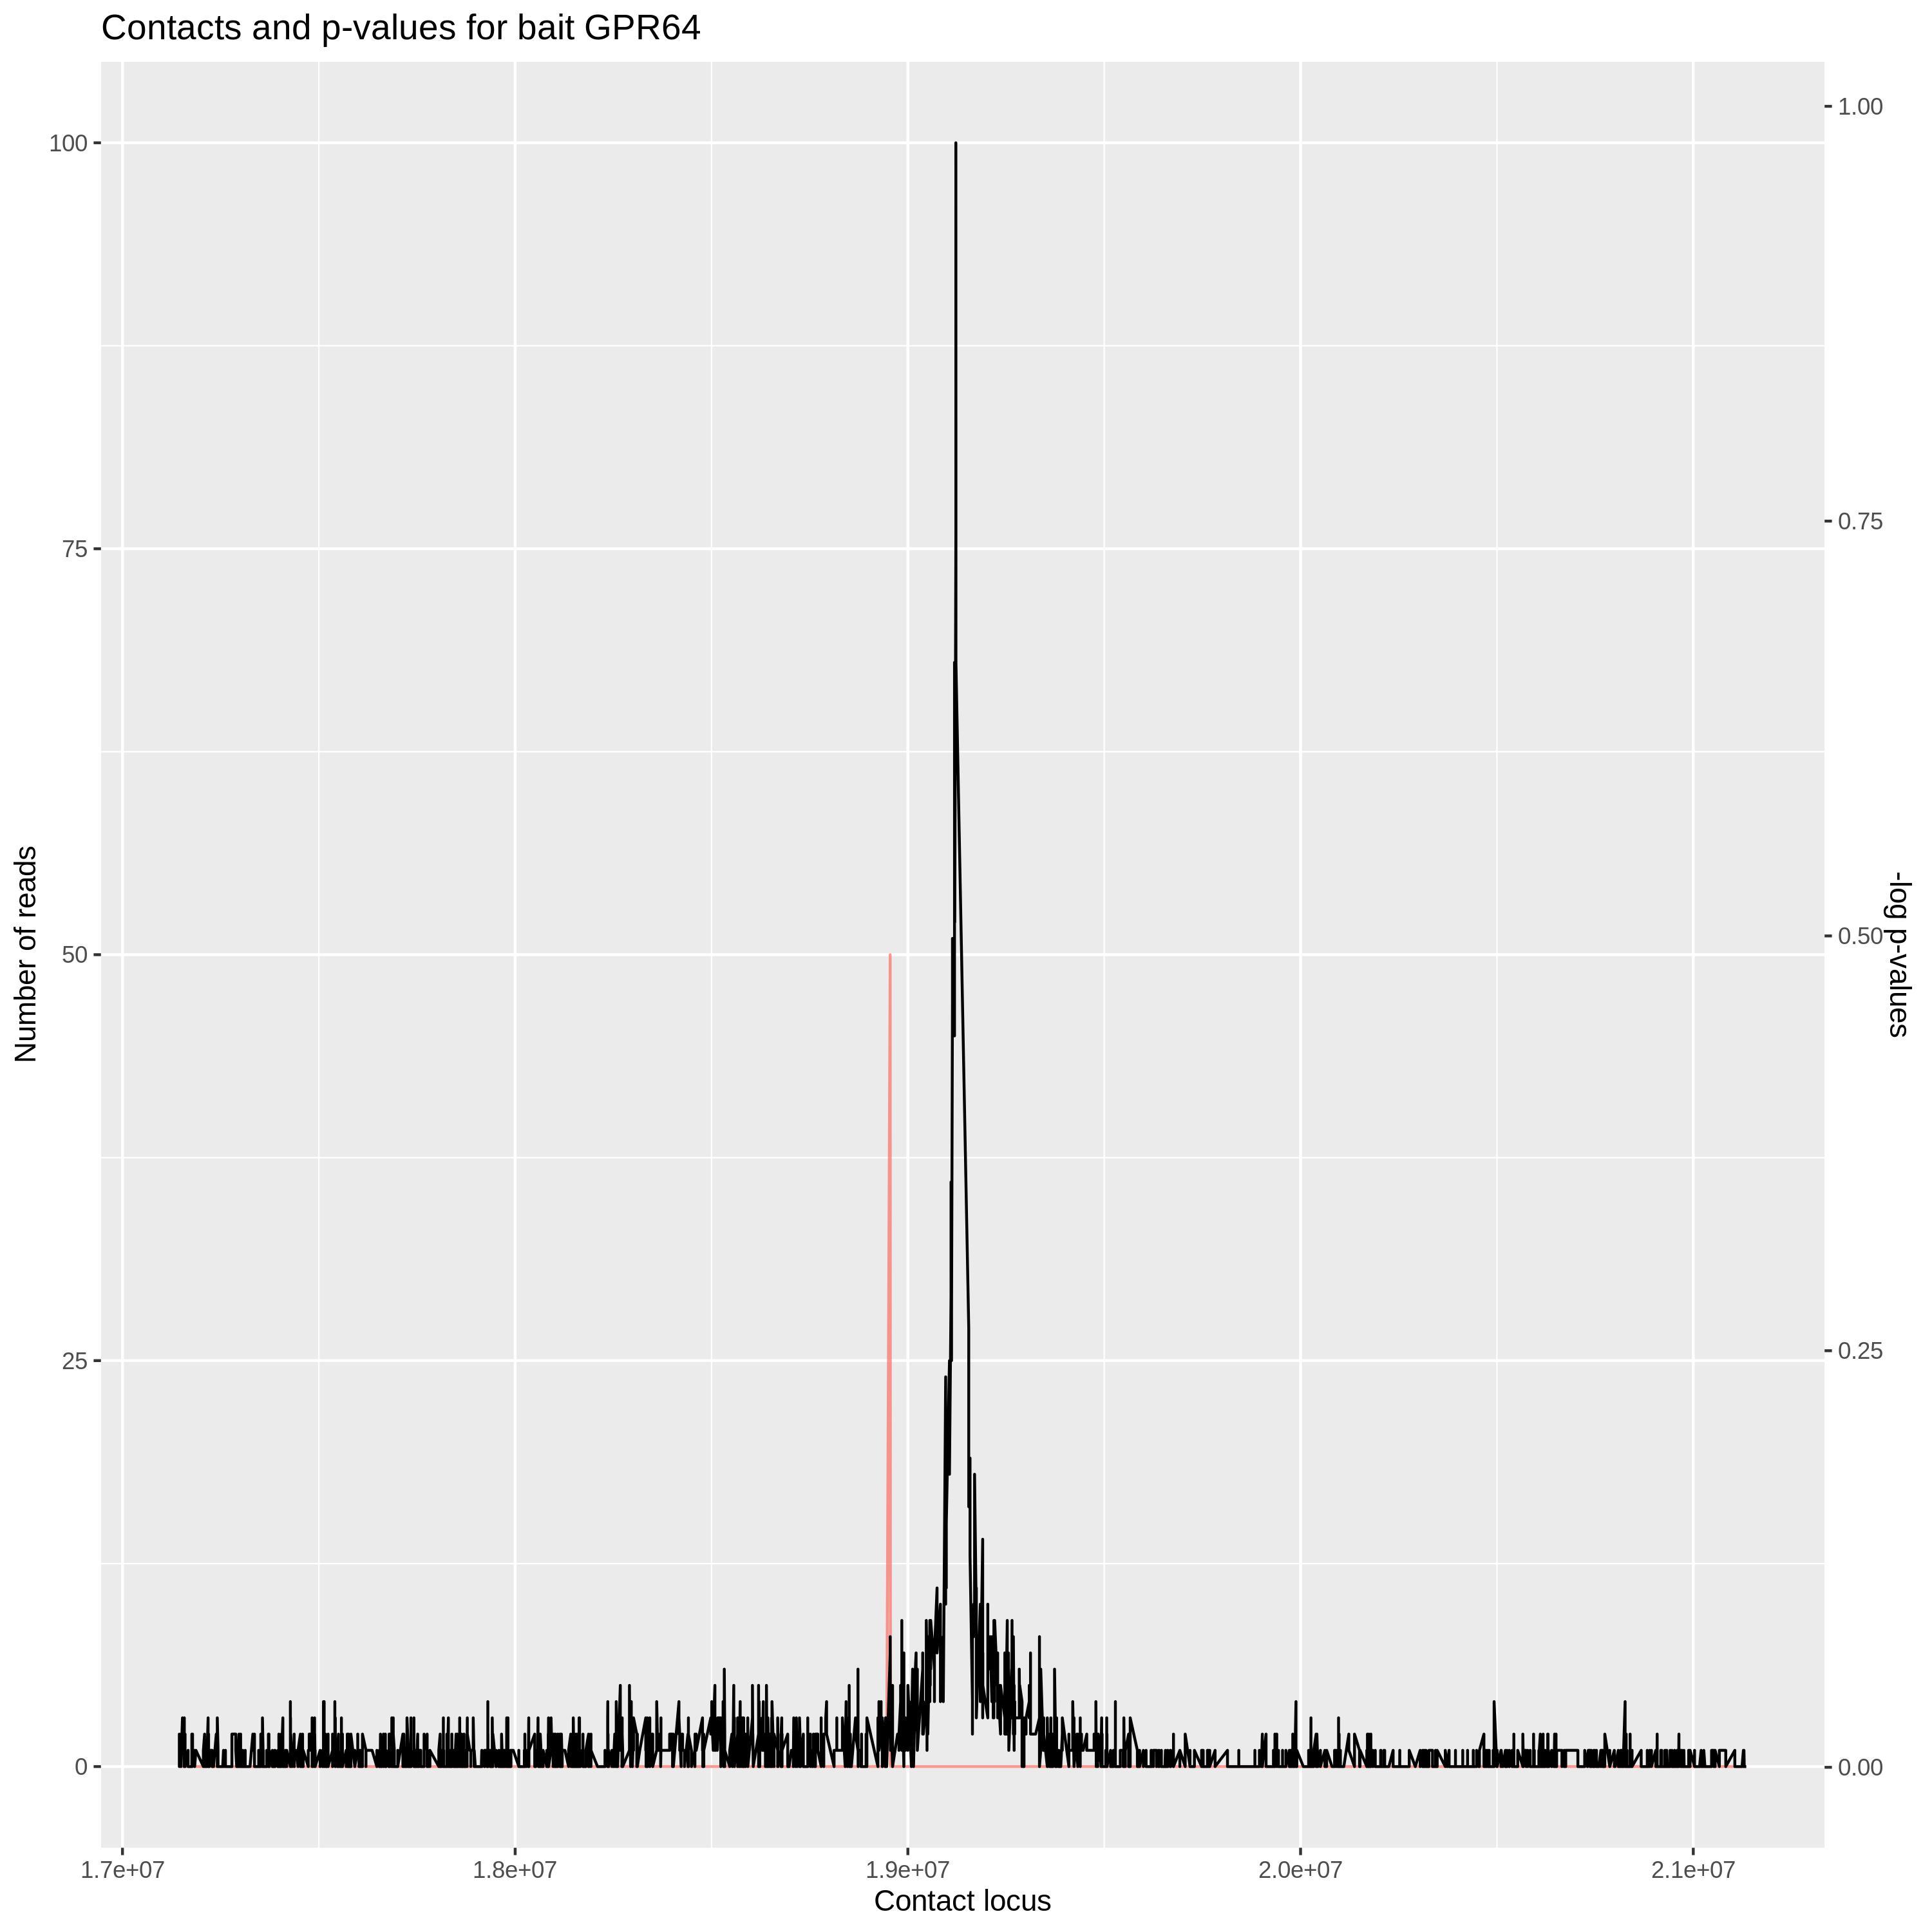 Contacts and p-values for bait GPR64
100
75
50
25
0
Number of reads
1.00
0.75
0.50
0.25
0.00
-log p-values
1.7e+07
1.8e+07
1.9e+07
2.0e+07
2.1e+07
Contact locus